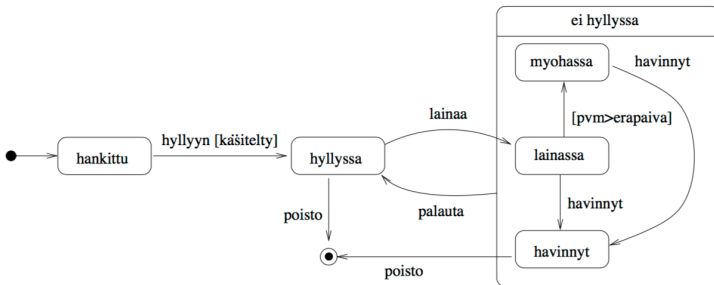 ei hyllyssa
myohassa
havinnyt
lainaa
[pvm>erapaiva]
hyllyyn [käsitelty]
hankittu
hyllyssa
lainassa
poisto
palauta
havinnyt
havinnyt
poisto